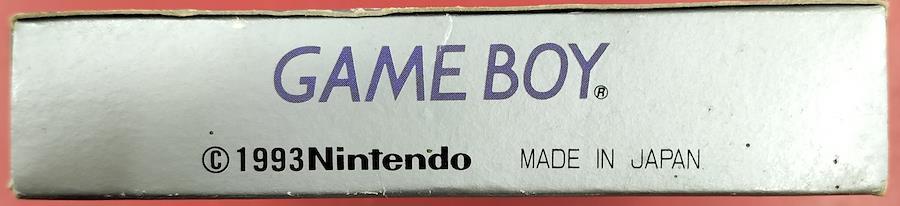 GAME BOY®
©1993Nintendo MADE IN JAPAN